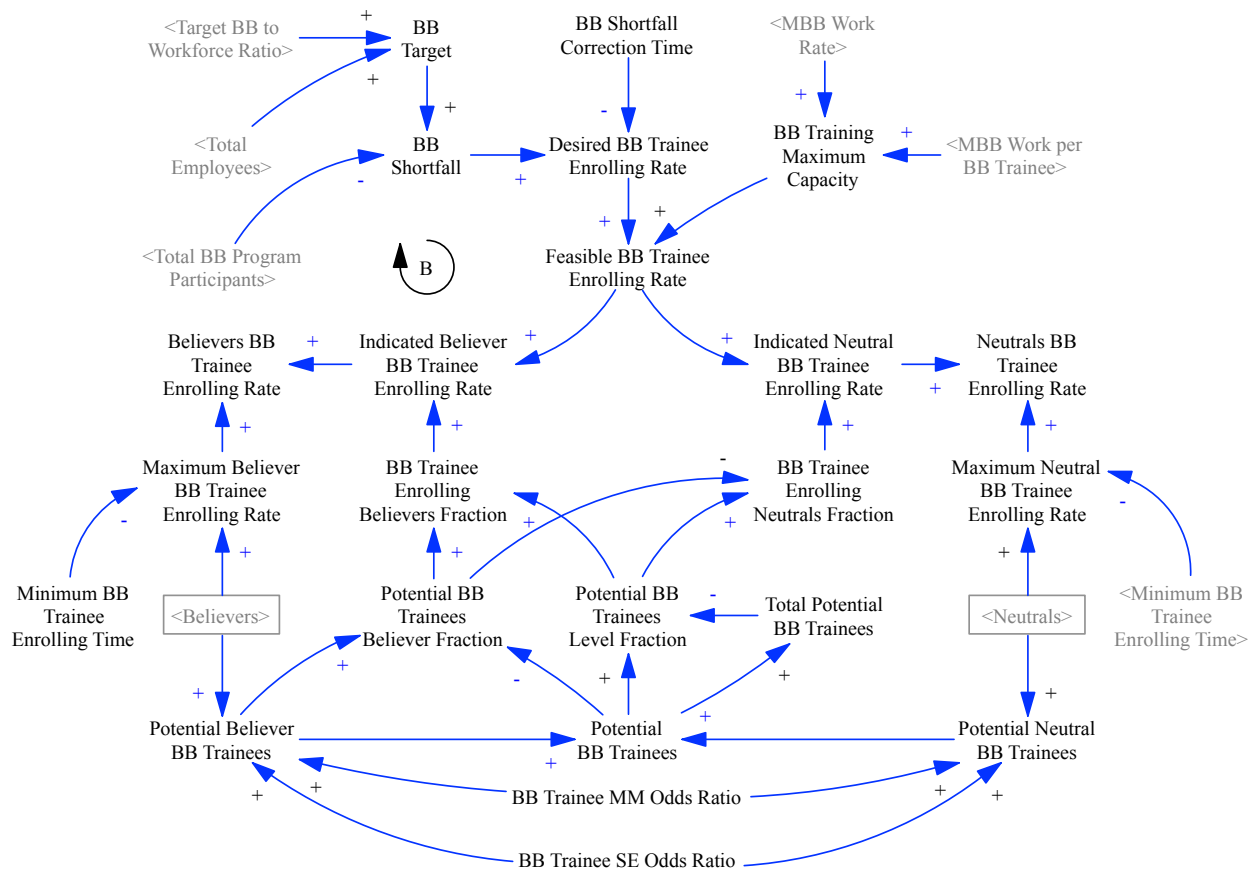 <Target BB to
Workforce Ratio>
+
BB
Target
+
BB Shortfall
Correction Time
<MBB Work
Rate>
+
-
+
<Total
Employees>
BB
Shortfall
-
+
Desired BB Trainee
Enrolling Rate
BB Training
Maximum
Capacity
+
<MBB Work per
BB Trainee>
+
+
<Total BB Program
Participants>
B
Feasible BB Trainee
Enrolling Rate
Believers BB
Trainee
Enrolling Rate
+
Indicated Believer
BB Trainee
Enrolling Rate
+
+
Indicated Neutral
BB Trainee
Enrolling Rate
+
Neutrals BB
Trainee
Enrolling Rate
+
+
+
+
Maximum Believer
BB Trainee
Enrolling Rate
BB Trainee
Enrolling
Believers Fraction
-
BB Trainee
Enrolling
Neutrals Fraction
Maximum Neutral
BB Trainee
Enrolling Rate
-
+
+
+
+
+
-
Minimum BB
Trainee
Enrolling Time
<Believers>
Potential BB
Trainees
Believer Fraction
Potential BB
Trainees
Level Fraction
-
Total Potential
BB Trainees
<Neutrals>
<Minimum BB
Trainee
Enrolling Time>
+
+
-
+
+
+
Potential Believer
BB Trainees
+
Potential
BB Trainees
+
Potential Neutral
BB Trainees
+
+
BB Trainee MM Odds Ratio
+
+
BB Trainee SE Odds Ratio